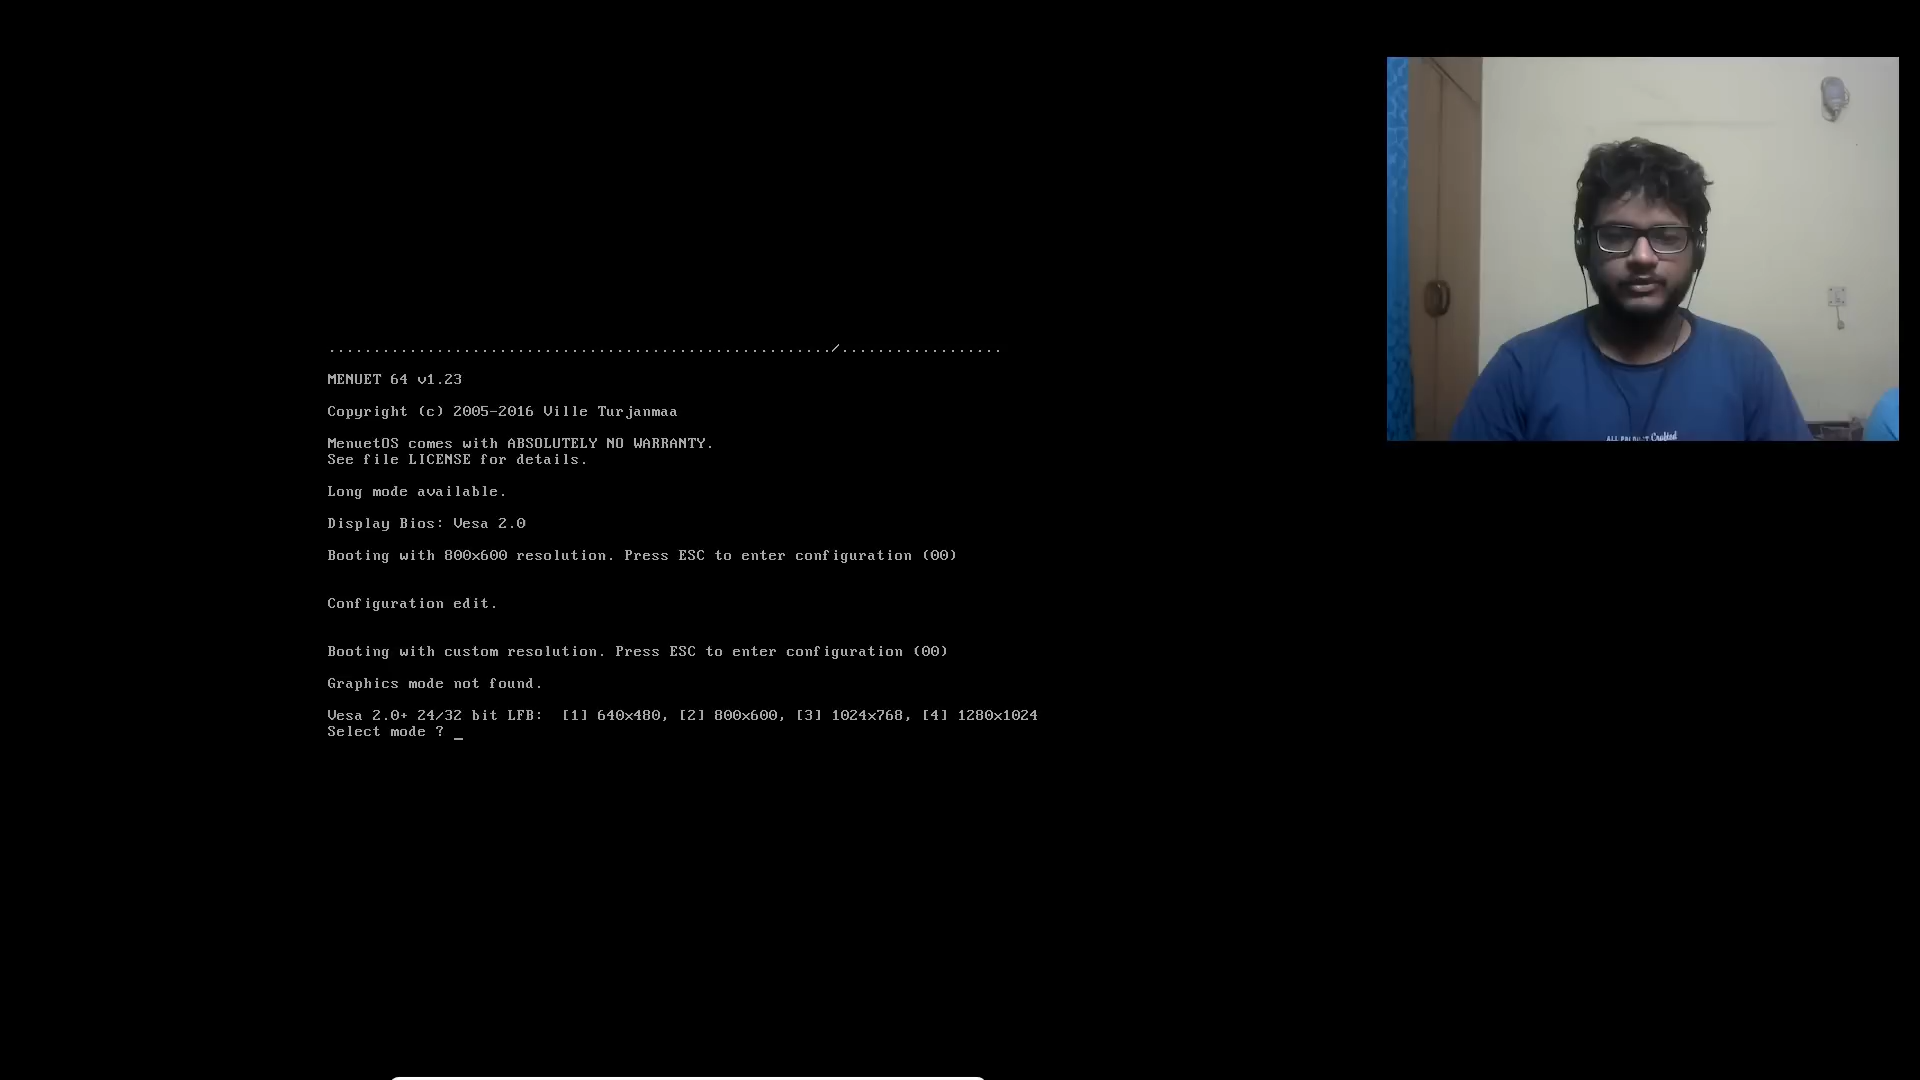 ......................................................../..................
MENUET 64 v1.23
Copyright (c) 2005-2016 Ville Turjanmaa
MenuetOS comes with ABSOLUTELY NO WARRANTY.
See file LICENSE for details.
Long mode available.
Display Bios: Vesa 2.0
Booting with 800x600 resolution. Press ESC to enter configuration (00)
Configuration edit.
Booting with custom resolution. Press ESC to enter configuration (00)
Graphics mode not found.
Vesa 2.0+ 24/32 bit LFB:  [1] 640x480, [2] 800x600, [3] 1024x768, [4] 1280x1024
Select mode ? _
Crafted